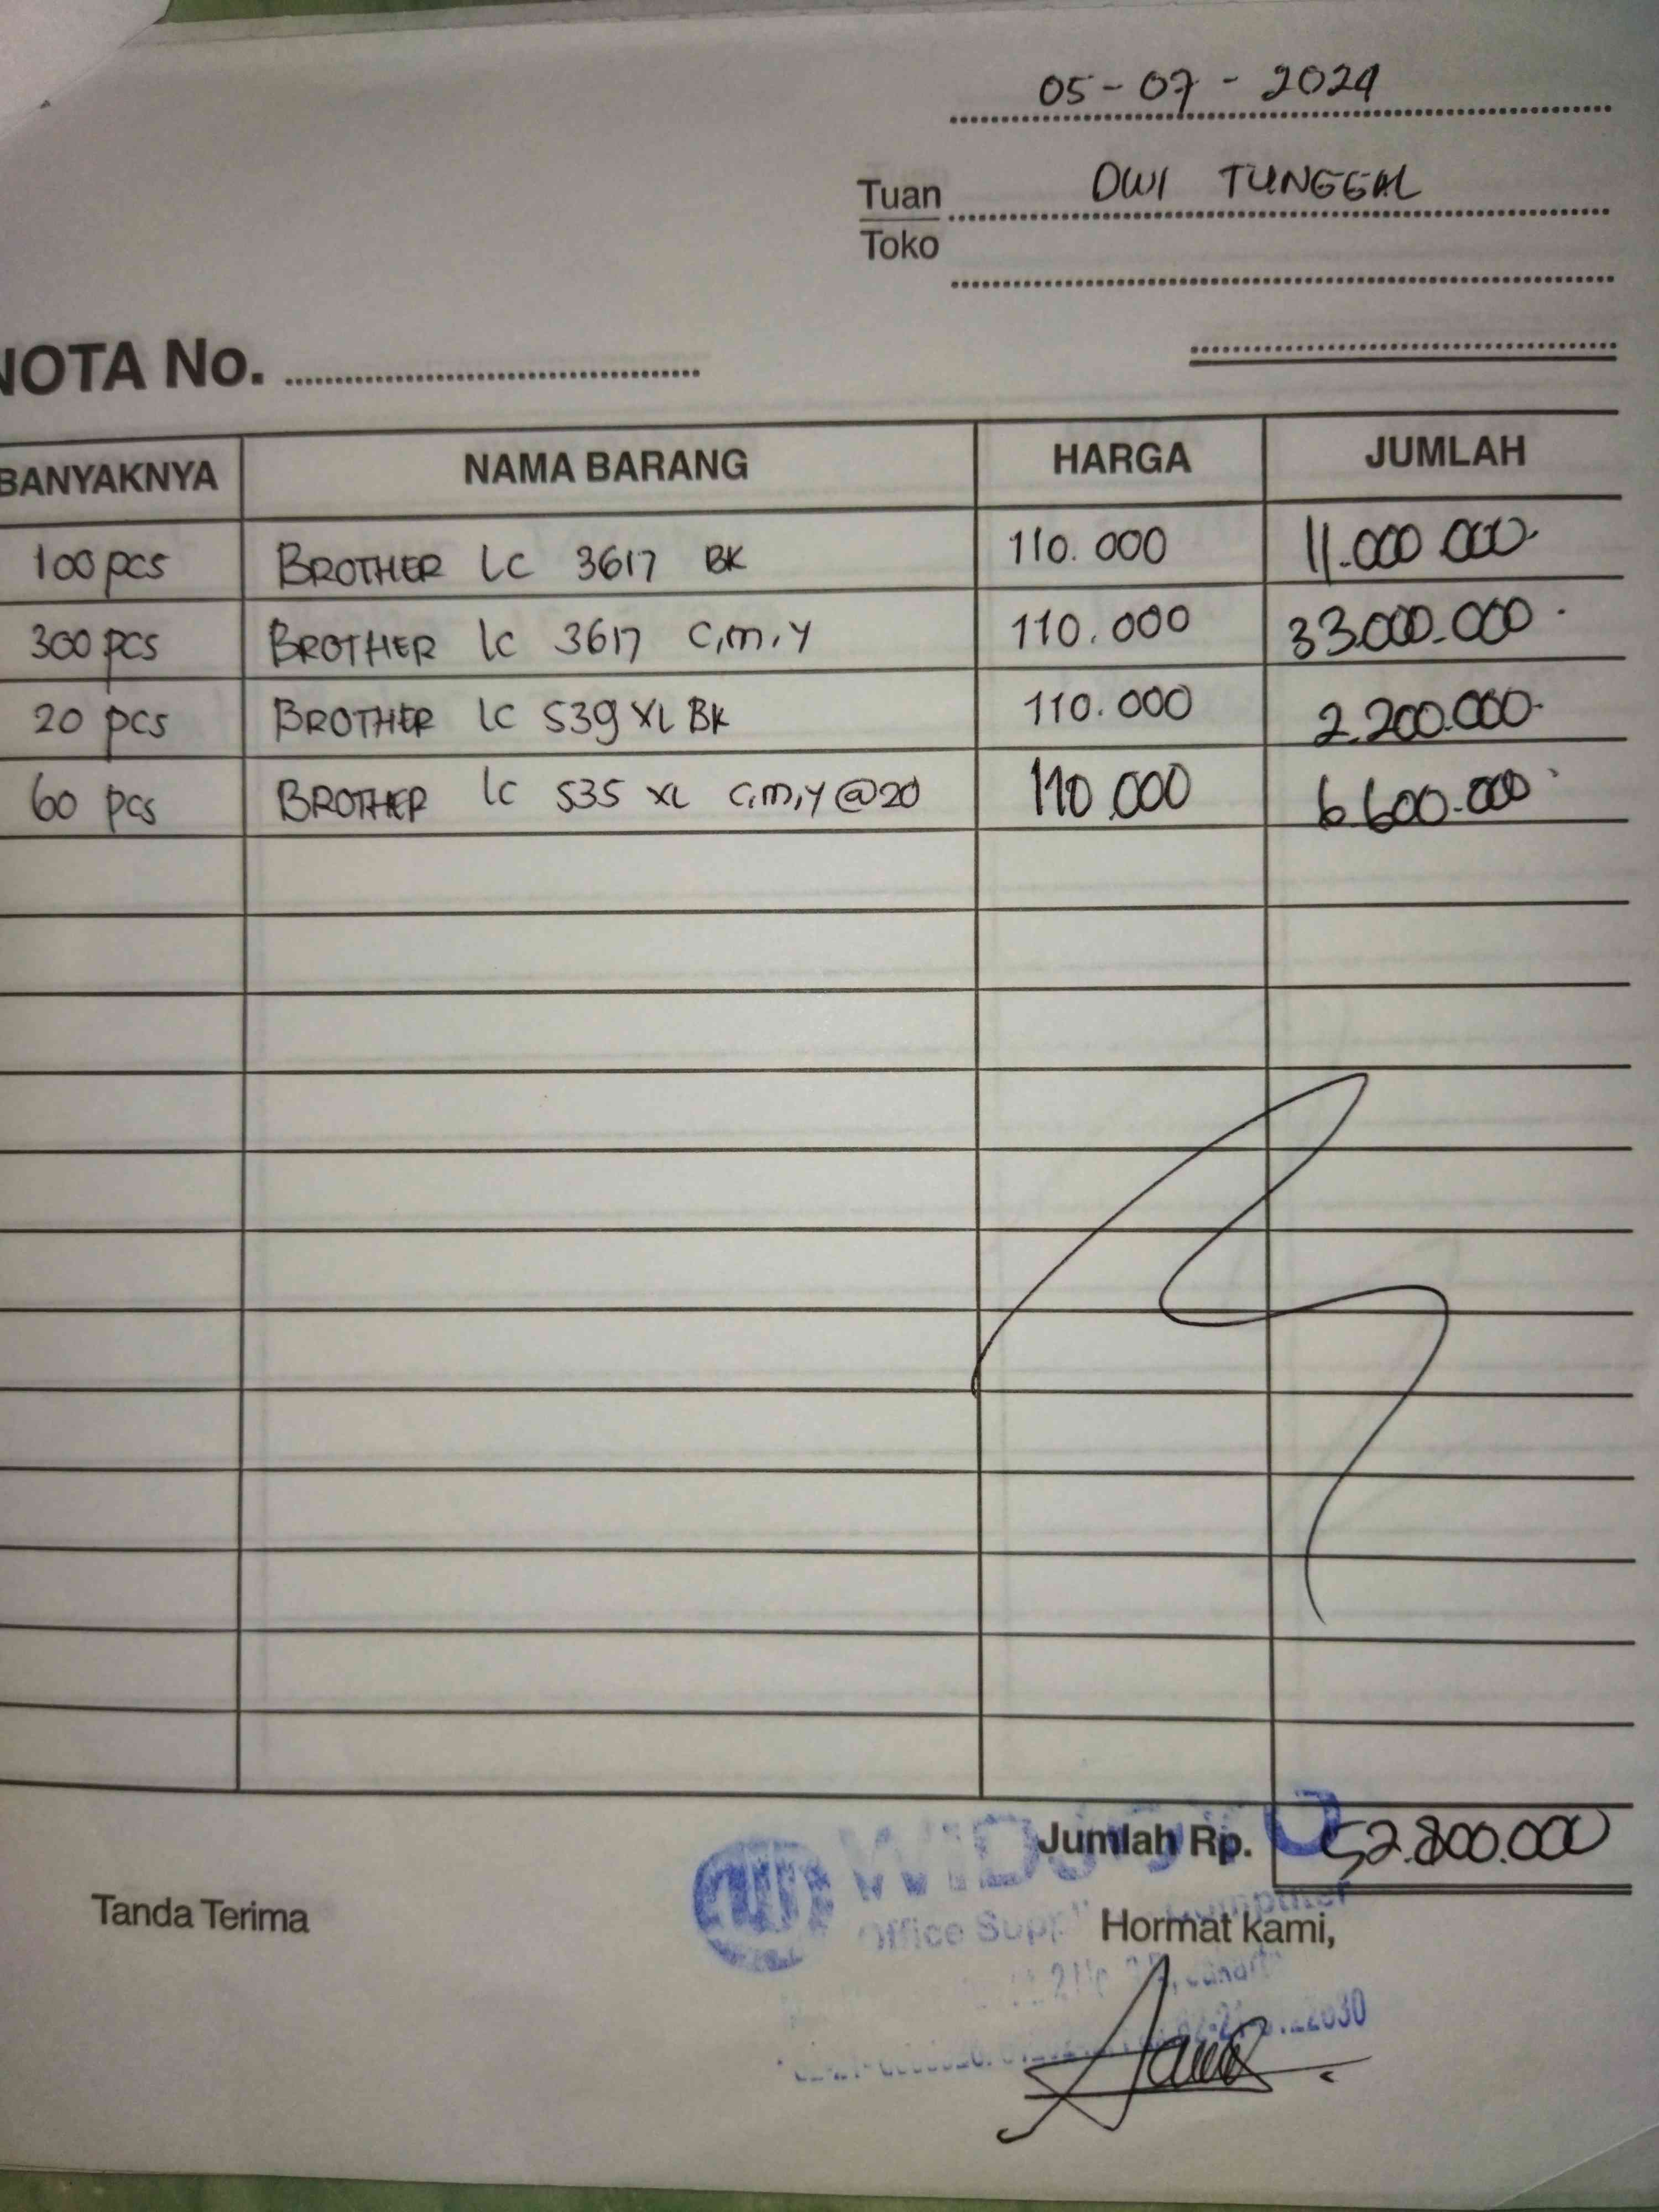 05-07-2024
Tuan DWI TUNGGAL
Toko
NOTA No.
BANYAKNYA NAMA BARANG HARGA JUMLAH
100 pcs BROTHER LC 3617 BK 110.000 11.000.000
300 pcs BROTHER LC 3617 C,M,Y 110.000 33.000.000
20 pcs BROTHER LC 539 XL BK 110.000 2.200.000
60 pcs BROTHER LC 535 XL C,M,Y @20 110.000 6.600.000
Jumlah Rp. 52.800.000
Office
Tanda Terima Hormat kami,